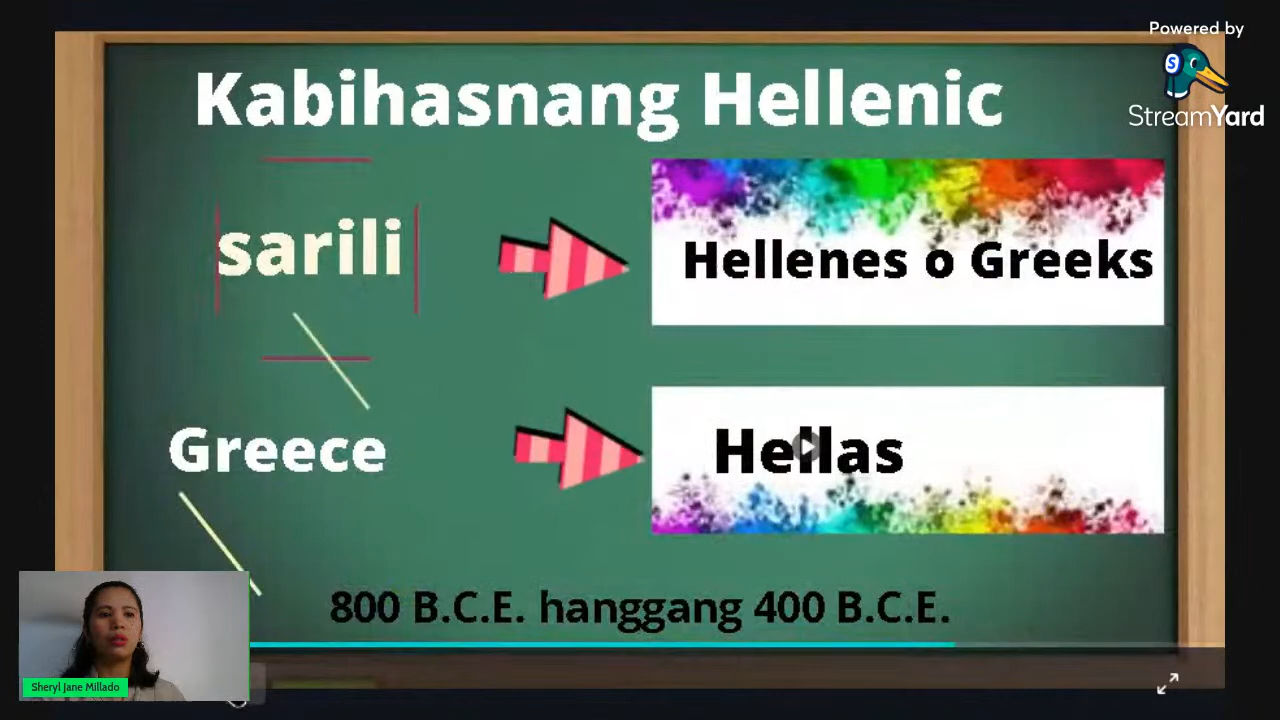 Powered by
StreamYard
Kabihasnang Hellenic
sarili
Hellenes o Greeks
Greece
Hellas
800 B.C.E. hanggang 400 B.C.E.
Sheryl Jane Millado